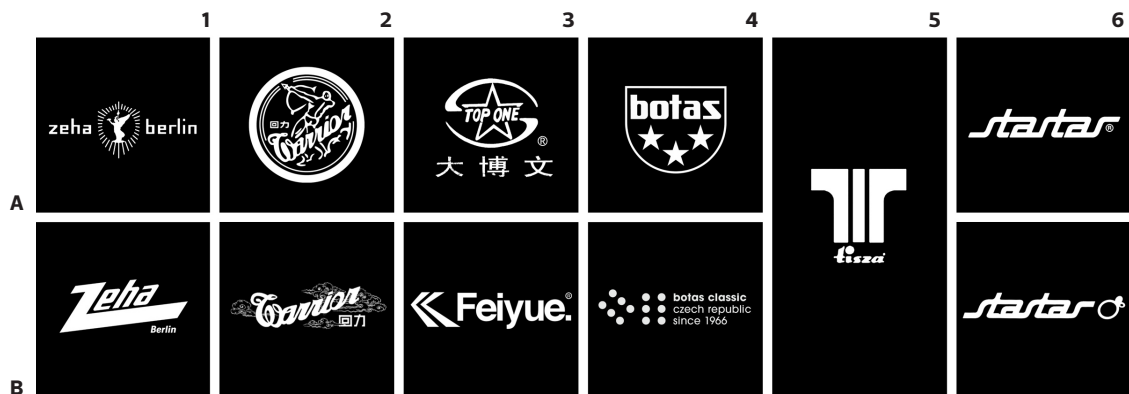 1 2 3 4 5 6
A
zeha berlin
回力
Warrior
TOP ONE
®
大博文
botas
startas®
tisza
B
Zeha
Berlin
Warrior
回力
Feiyue.®
botas classic
czech republic
since 1966
startas